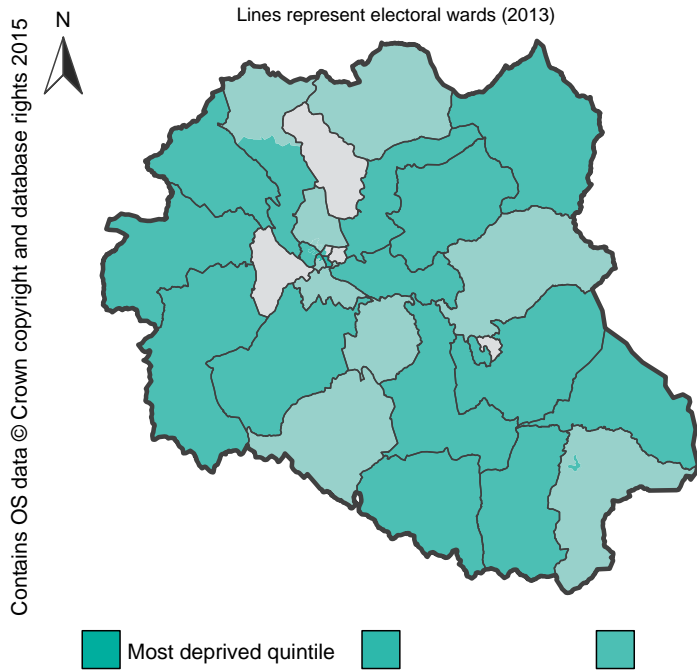 Lines represent electoral wards (2013)
N
Contains OS data © Crown copyright and database rights 2015
Most deprived quintile